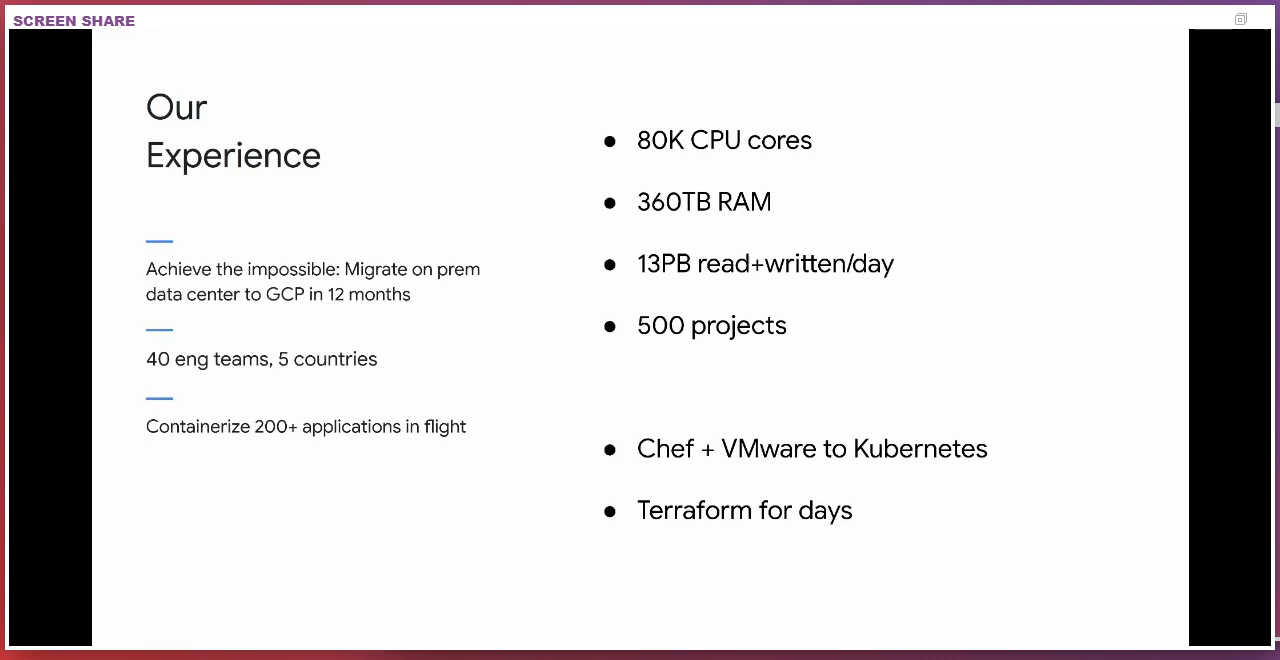 SCREEN SHARE
Our
Experience
Achieve the impossible: Migrate on prem
data center to GCP in 12 months
40 eng teams, 5 countries
Containerize 200+ applications in flight
● 80K CPU cores
● 360TB RAM
● 13PB read+written/day
● 500 projects
● Chef + VMware to Kubernetes
● Terraform for days